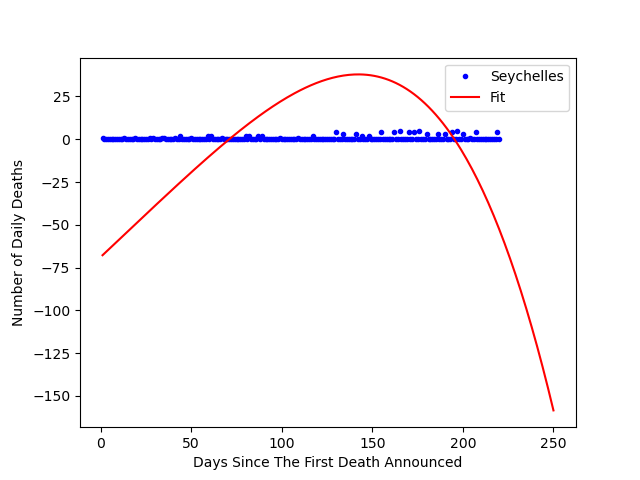 Seychelles
Fit
25
0
−25
−50
−75
−100
−125
−150
Number of Daily Deaths
0 50 100 150 200 250
Days Since The First Death Announced